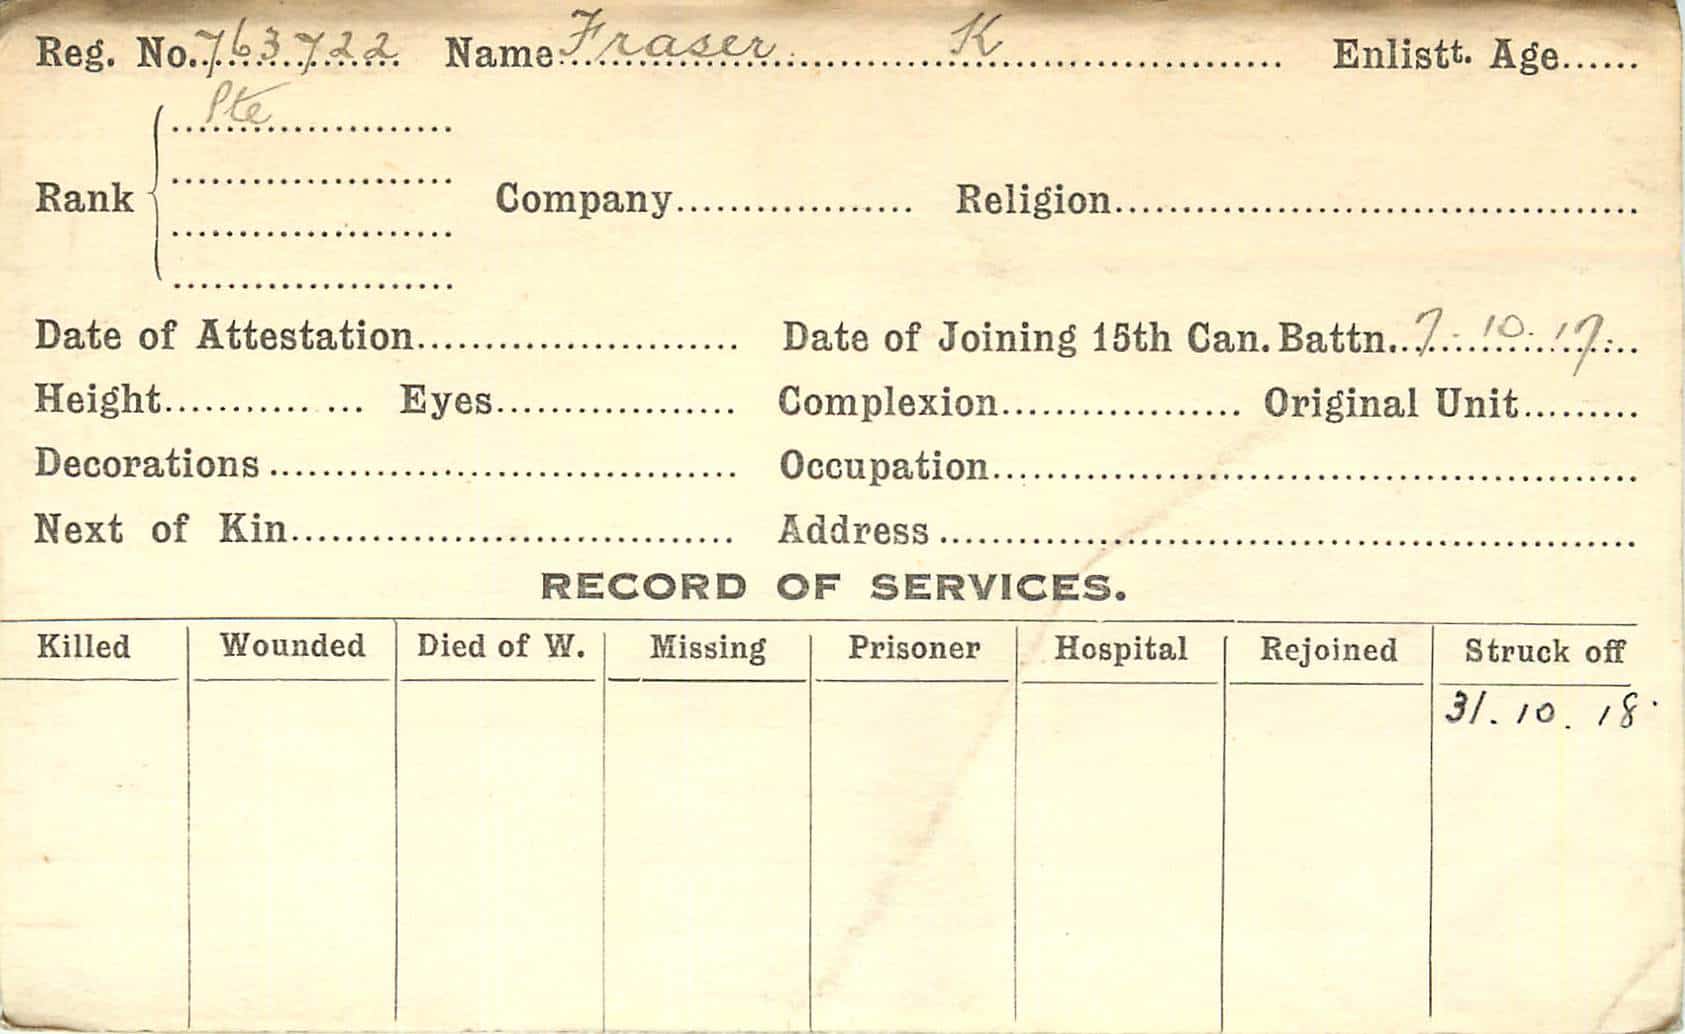 Reg. No. 763722 Name Fraser K Enlistt. Age
Pte
Rank Company Religion
Date of Attestation Date of Joining 15th Can. Battn. 7.10.17.
Height Eyes Complexion Original Unit
Decorations Occupation
Next of Kin Address
RECORD OF SERVICES.
Killed Wounded Died of W. Missing Prisoner Hospital Rejoined Struck off
31.10.18.